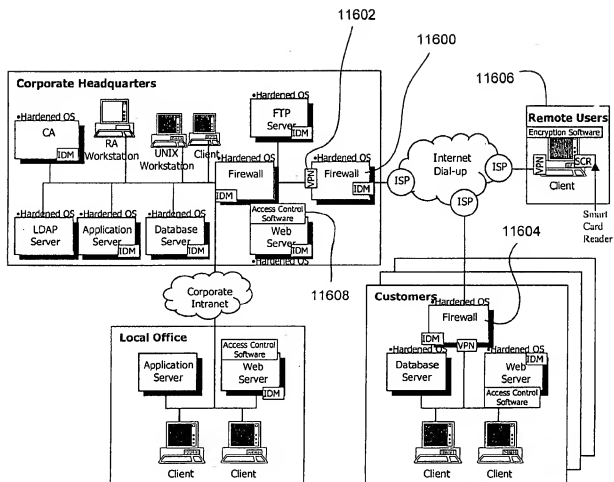 11602
11600
11606
Corporate Headquarters
•Hardened OS
CA
IDM
RA
Workstation
UNIX
Workstation
Client
•Hardened OS
FTP
Server
IDM
•Hardened OS
Firewall
IDM
VPN
•Hardened OS
Firewall
IDM
ISP
Internet
Dial-up
ISP
ISP
Remote Users
Encryption Software
VPN
SCR
Client
Smart
Card
Reader
•Hardened OS
LDAP
Server
•Hardened OS
Application
Server
IDM
•Hardened OS
Database
Server
IDM
Access Control
Software
Web
Server
IDM
•Hardened OS
11608
11604
Corporate
Intranet
Customers
•Hardened OS
Firewall
IDM
VPN
•Hardened OS
Database
Server
•Hardened OS
IDM
Web
Server
Access Control
Software
Client
Client
Local Office
Application
Server
Access Control
Software
Web
Server
IDM
Client
Client